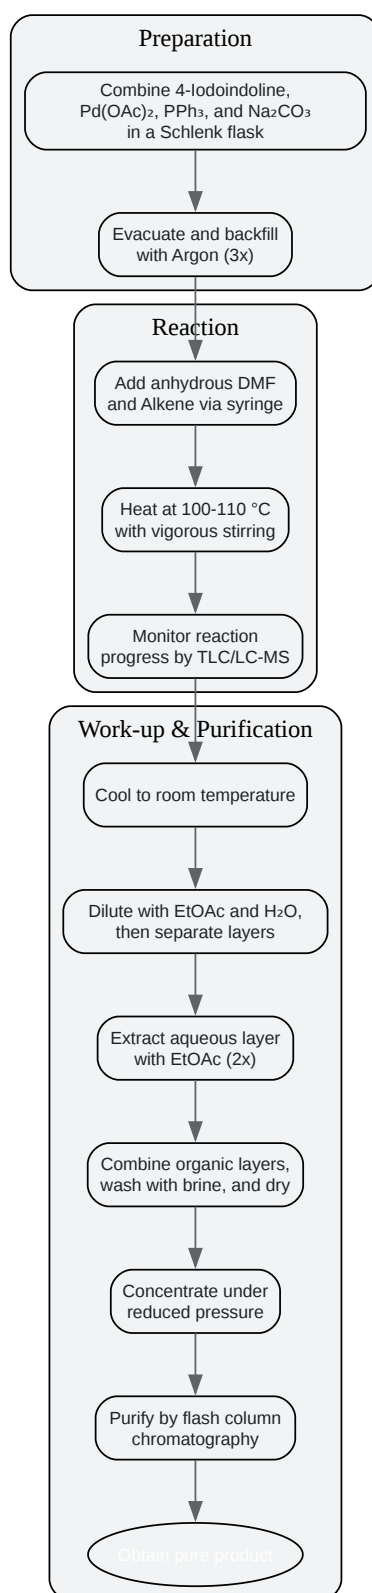 Preparation
Combine 4-Iodoindoline,
Pd(OAc)₂, PPh₃, and Na₂CO₃
in a Schlenk flask
Evacuate and backfill
with Argon (3x)
Reaction
Add anhydrous DMF
and Alkene via syringe
Heat at 100-110 °C
with vigorous stirring
Monitor reaction
progress by TLC/LC-MS
Work-up & Purification
Cool to room temperature
Dilute with EtOAc and H₂O,
then separate layers
Extract aqueous layer
with EtOAc (2x)
Combine organic layers,
wash with brine, and dry
Concentrate under
reduced pressure
Purify by flash column
chromatography
Obtain pure product